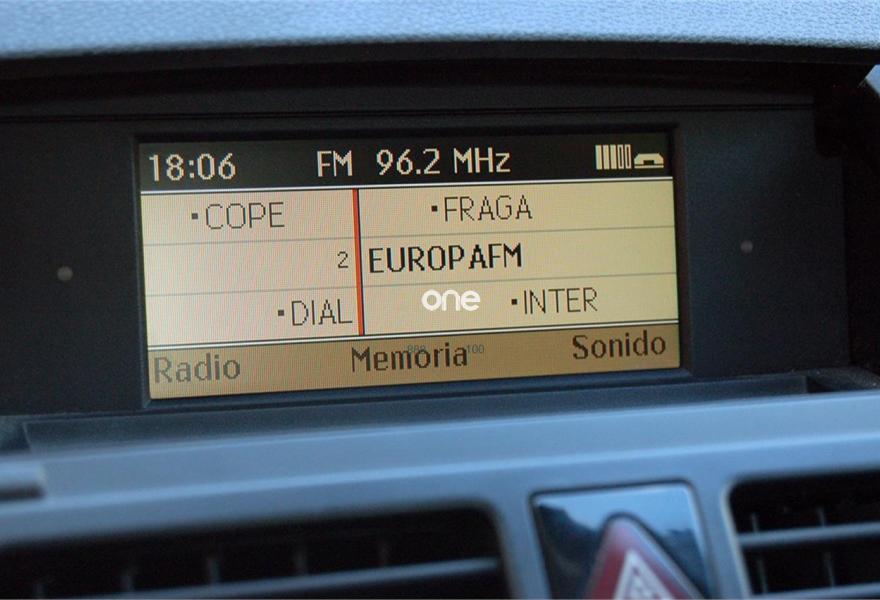 18:06 FM 96.2 MHz
COPE FRAGA
2 EUROPAFM
one
DIAL INTER
Radio Memoria Sonido